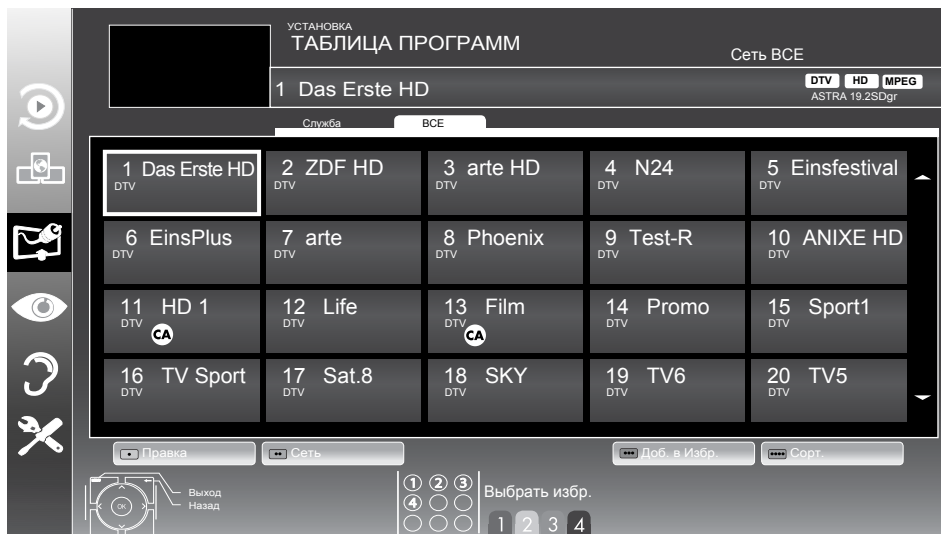 УСТАНОВКА
ТАБЛИЦА ПРОГРАММ
Сеть ВСЕ
1 Das Erste HD
DTV HD MPEG
ASTRA 19.2SDgr
Служба ВСЕ
1 Das Erste HD
DTV
2 ZDF HD
DTV
3 arte HD
DTV
4 N24
DTV
5 Einsfestival
DTV
6 EinsPlus
DTV
7 arte
DTV
8 Phoenix
DTV
9 Test-R
DTV
10 ANIXE HD
DTV
11 HD 1
DTV
CA
12 Life
DTV
13 Film
DTV
CA
14 Promo
DTV
15 Sport1
DTV
16 TV Sport
DTV
17 Sat.8
DTV
18 SKY
DTV
19 TV6
DTV
20 TV5
DTV
Правка
Сеть
Доб. в Избр.
Сорт.
OK
Выход
Назад
1 2 3
4
Выбрать избр.
1 2 3 4